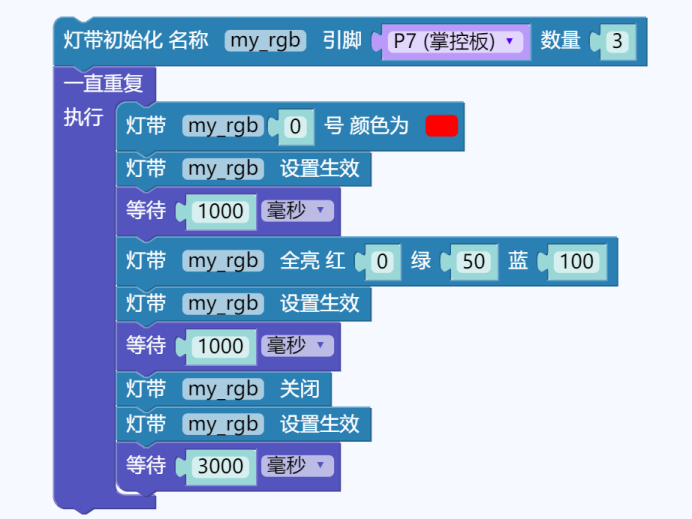 灯带初始化 名称 my_rgb 引脚 P7 (掌控板) 数量 3
一直重复
执行 灯带 my_rgb 0 号 颜色为
灯带 my_rgb 设置生效
等待 1000 毫秒
灯带 my_rgb 全亮 红 0 绿 50 蓝 100
灯带 my_rgb 设置生效
等待 1000 毫秒
灯带 my_rgb 关闭
灯带 my_rgb 设置生效
等待 3000 毫秒